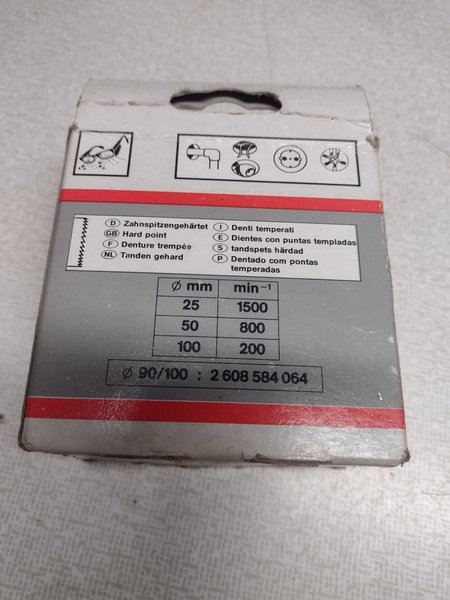 D Zahnspitzengehärtet
GB Hard point
F Denture trempée
NL Tanden gehard
I Denti temperati
E Dientes con puntas templadas
S tandspets härdad
P Dentado com pontas
temperadas
Ø mm min⁻¹
25 1500
50 800
100 200
Ø 90/100 : 2 608 584 064